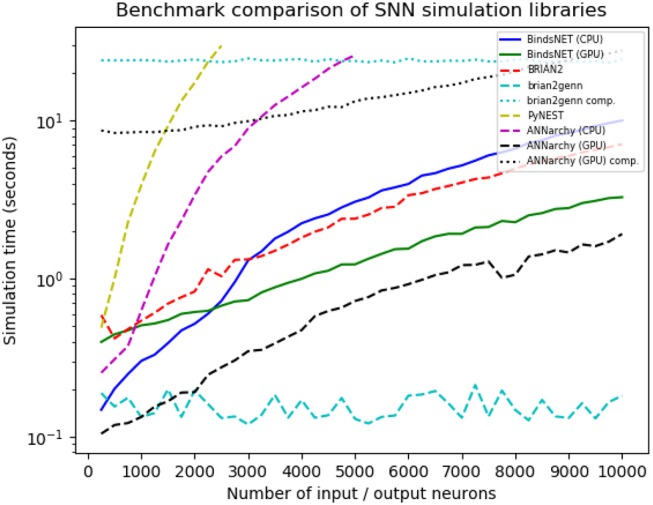 Benchmark comparison of SNN simulation libraries
BindsNET (CPU)
BindsNET (GPU)
BRIAN2
brian2genn
brian2genn comp.
PyNEST
ANNarchy (CPU)
ANNarchy (GPU)
ANNarchy (GPU) comp.
Simulation time (seconds)
10¹
10⁰
10⁻¹
0 1000 2000 3000 4000 5000 6000 7000 8000 9000 10000
Number of input / output neurons